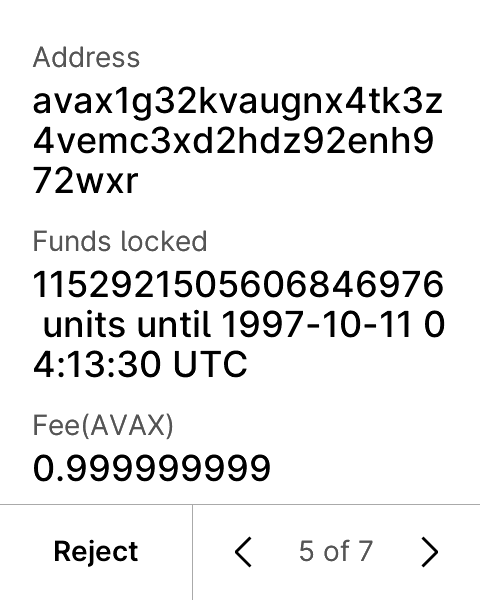 Address
avax1g32kvaugnx4tk3z
4vemc3xd2hdz92enh9
72wxr
Funds locked
1152921505606846976
units until 1997-10-11 0
4:13:30 UTC
Fee(AVAX)
0.999999999
Reject
5 of 7